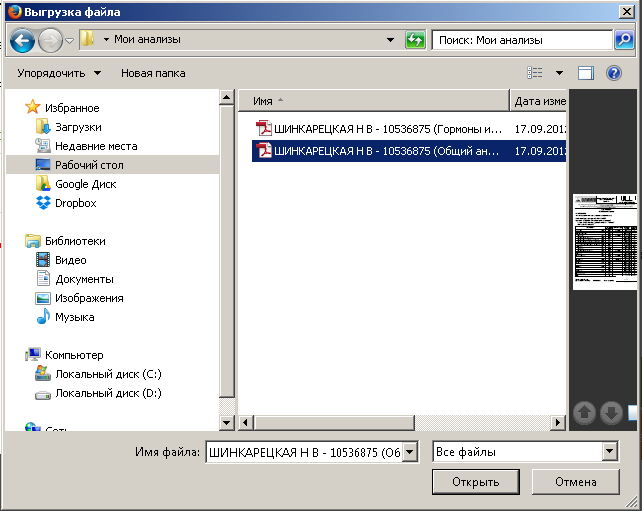 Выгрузка файла
Мои анализы
Поиск: Мои анализы
Упорядочить
Новая папка
Избранное
Загрузки
Недавние места
Рабочий стол
Google Диск
Dropbox
Библиотеки
Видео
Документы
Изображения
Музыка
Компьютер
Локальный диск (C:)
Локальный диск (D:)
Имя
Дата изме
ШИНКАРЕЦКАЯ Н В - 10536875 (Гормоны и...
17.09.201
ШИНКАРЕЦКАЯ Н В - 10536875 (Общий ан...
17.09.201
Имя файла:
ШИНКАРЕЦКАЯ Н В - 10536875 (Об
Все файлы
Открыть
Отмена